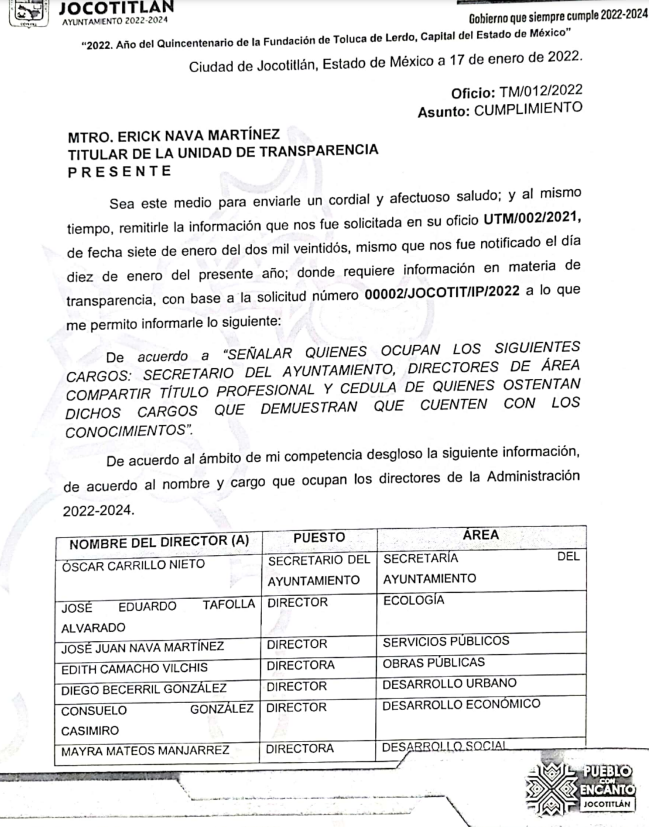 JOCOTITLÁN
AYUNTAMIENTO 2022-2024
Gobierno que siempre cumple 2022-2024
“2022. Año del Quincentenario de la Fundación de Toluca de Lerdo, Capital del Estado de México”
Ciudad de Jocotitlán, Estado de México a 17 de enero de 2022.
Oficio: TM/012/2022
Asunto: CUMPLIMIENTO
MTRO. ERICK NAVA MARTÍNEZ
TITULAR DE LA UNIDAD DE TRANSPARENCIA
P R E S E N T E
Sea este medio para enviarle un cordial y afectuoso saludo; y al mismo
tiempo, remitirle la información que nos fue solicitada en su oficio UTM/002/2021,
de fecha siete de enero del dos mil veintidós, mismo que nos fue notificado el día
diez de enero del presente año; donde requiere información en materia de
transparencia, con base a la solicitud número 00002/JOCOTIT/IP/2022 a lo que
me permito informarle lo siguiente:
De acuerdo a “SEÑALAR QUIENES OCUPAN LOS SIGUIENTES
CARGOS: SECRETARIO DEL AYUNTAMIENTO, DIRECTORES DE ÁREA
COMPARTIR TÍTULO PROFESIONAL Y CEDULA DE QUIENES OSTENTAN
DICHOS CARGOS QUE DEMUESTRAN QUE CUENTEN CON LOS
CONOCIMIENTOS”.
De acuerdo al ámbito de mi competencia desgloso la siguiente información,
de acuerdo al nombre y cargo que ocupan los directores de la Administración
2022-2024.
NOMBRE DEL DIRECTOR (A) PUESTO ÁREA
ÓSCAR CARRILLO NIETO SECRETARIO DEL SECRETARÍA DEL
AYUNTAMIENTO AYUNTAMIENTO
JOSÉ EDUARDO TAFOLLA DIRECTOR ECOLOGÍA
ALVARADO
JOSÉ JUAN NAVA MARTÍNEZ DIRECTOR SERVICIOS PÚBLICOS
EDITH CAMACHO VILCHIS DIRECTORA OBRAS PÚBLICAS
DIEGO BECERRIL GONZÁLEZ DIRECTOR DESARROLLO URBANO
CONSUELO GONZÁLEZ DIRECTOR DESARROLLO ECONÓMICO
CASIMIRO
MAYRA MATEOS MANJARREZ DIRECTORA DESARROLLO SOCIAL
PUEBLO
CON
ENCANTO
JOCOTITLÁN